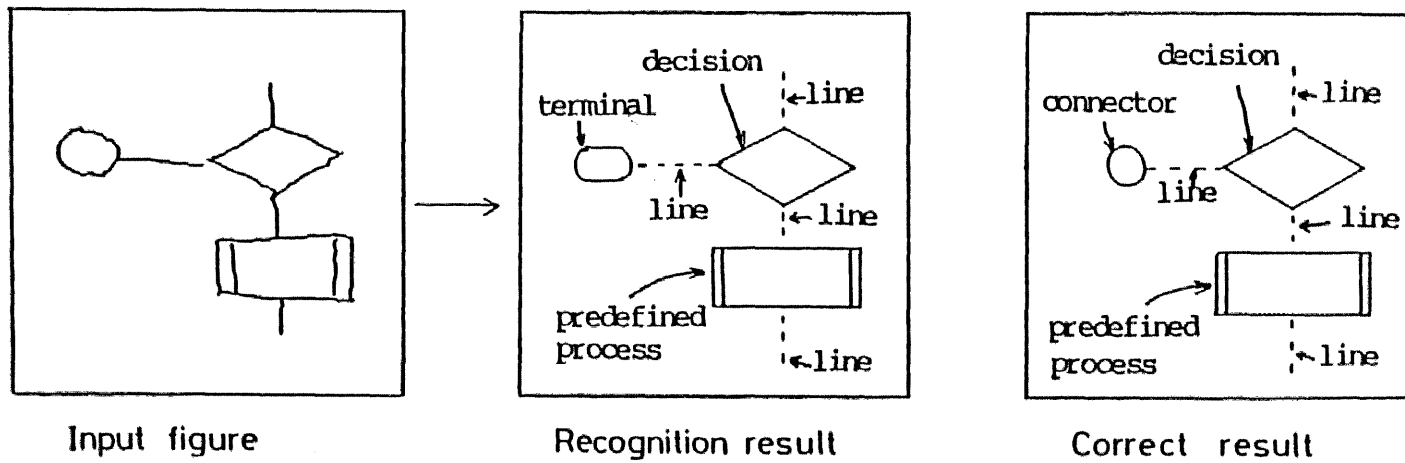 decision
line
terminal
line
line
predefined
process
line
decision
line
connector
line
line
predefined
process
line
Input figure
Recognition result
Correct result